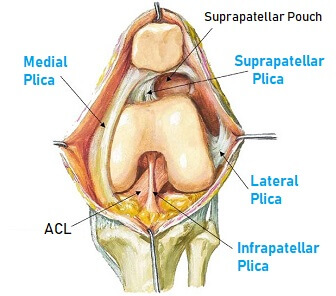 Suprapatellar Pouch
Medial
Plica
Suprapatellar
Plica
Lateral
Plica
ACL
Infrapatellar
Plica